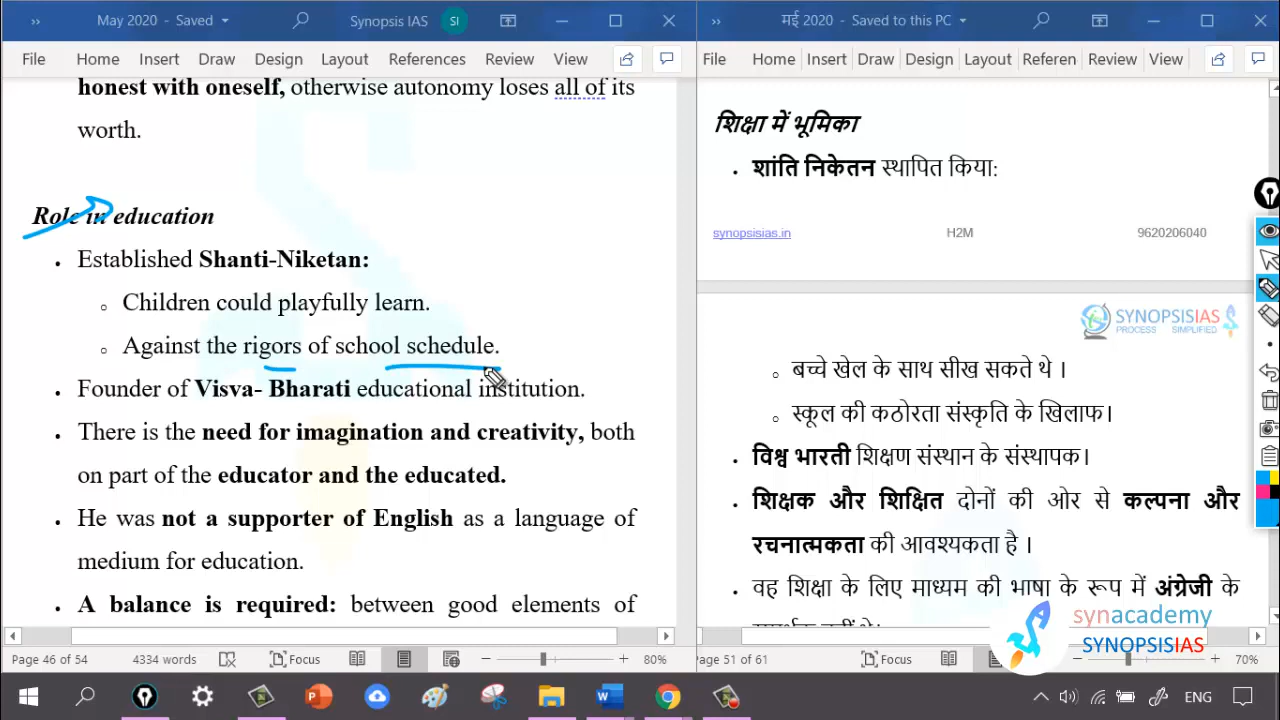 May 2020 - Saved
Synopsis IAS
SI
File Home Insert Draw Design Layout References Review View
honest with oneself, otherwise autonomy loses all of its
worth.
Role in education
• Established Shanti-Niketan:
o Children could playfully learn.
o Against the rigors of school schedule.
• Founder of Visva- Bharati educational institution.
• There is the need for imagination and creativity, both
on part of the educator and the educated.
• He was not a supporter of English as a language of
medium for education.
• A balance is required: between good elements of
Page 46 of 54 4334 words Focus 80%
मई 2020 - Saved to this PC
File Home Insert Draw Design Layout Referen Review View
शिक्षा में भूमिका
• शांति निकेतन स्थापित किया:
synopsisias.in H2M 9620206040
SYNOPSISIAS
PROCESS SIMPLIFIED
o बच्चे खेल के साथ सीख सकते थे ।
o स्कूल की कठोरता संस्कृति के खिलाफ।
• विश्व भारती शिक्षण संस्थान के संस्थापक।
• शिक्षक और शिक्षित दोनों की ओर से कल्पना और
रचनात्मकता की आवश्यकता है ।
• वह शिक्षा के लिए माध्यम की भाषा के रूप में अंग्रेजी के
synacademy
SYNOPSISIAS
Page 51 of 61 Focus 70%
ENG